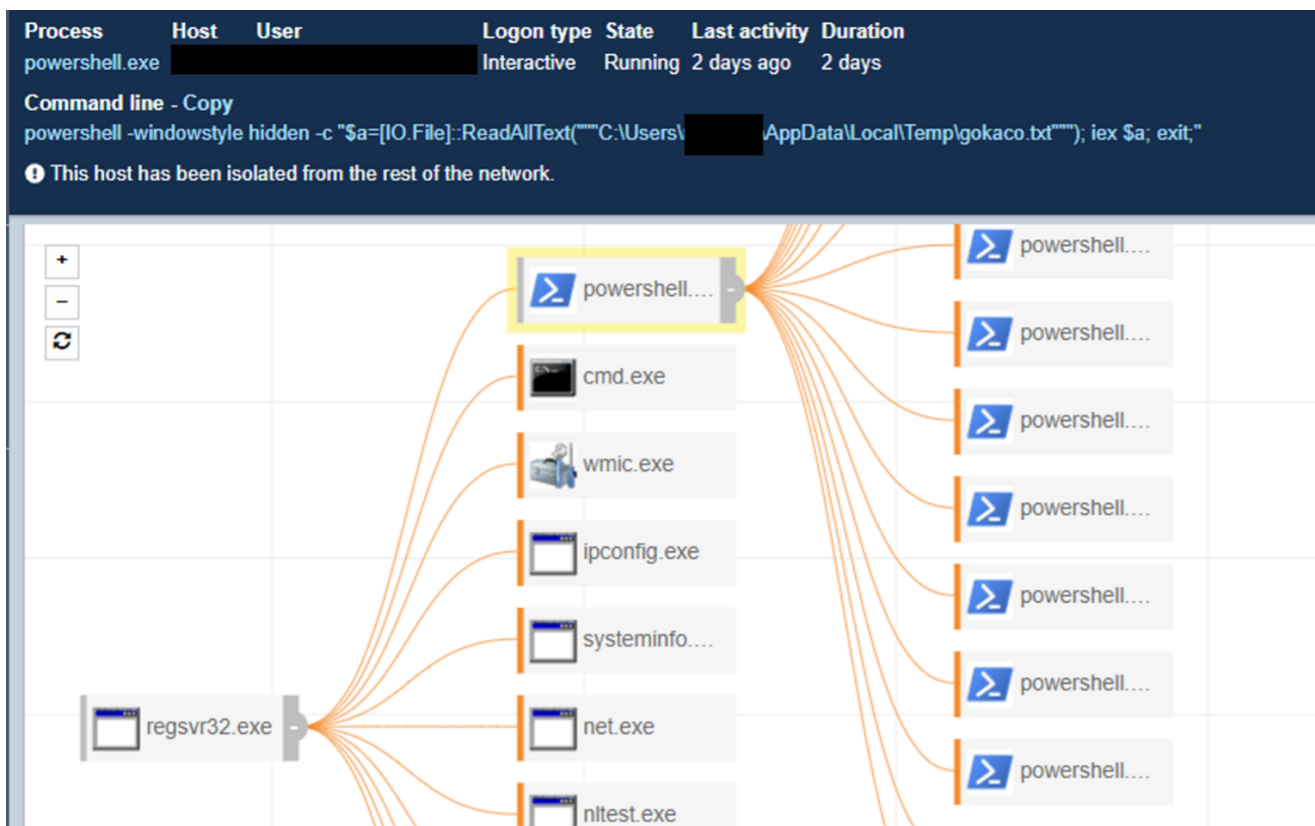 Process Host User Logon type State Last activity Duration
powershell.exe Interactive Running 2 days ago 2 days
Command line - Copy
powershell -windowstyle hidden -c "$a=[IO.File]::ReadAllText("""C:\Users\ \AppData\Local\Temp\gokaco.txt"""); iex $a; exit;"
This host has been isolated from the rest of the network.
powershell....
cmd.exe
wmic.exe
ipconfig.exe
systeminfo....
regsvr32.exe
net.exe
nltest.exe
powershell....
powershell....
powershell....
powershell....
powershell....
powershell....
powershell....